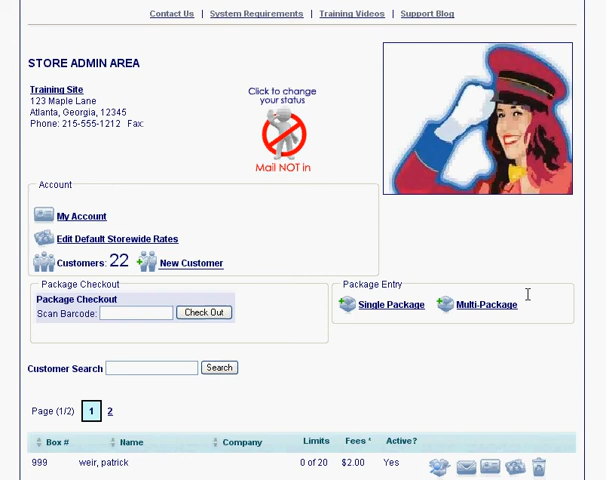 Contact Us | System Requirements | Training Videos | Support Blog
STORE ADMIN AREA
Training Site
123 Maple Lane
Atlanta, Georgia, 12345
Phone: 215-555-1212 Fax:
Click to change
your status
Mail NOT in
Account
My Account
Edit Default Storewide Rates
Customers: 22 New Customer
Package Checkout
Package Checkout
Scan Barcode: Check Out
Package Entry
Single Package Multi-Package
Customer Search Search
Page (1/2) 1 2
Box # Name Company Limits Fees * Active?
999 weir, patrick 0 of 20 $2.00 Yes